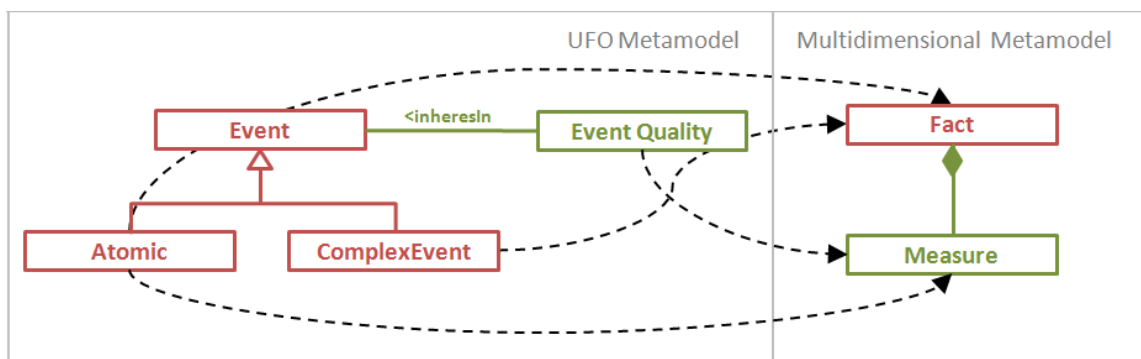 UFO Metamodel
Multidimensional Metamodel
Event
<inheresIn
Event Quality
Fact
Atomic
ComplexEvent
Measure